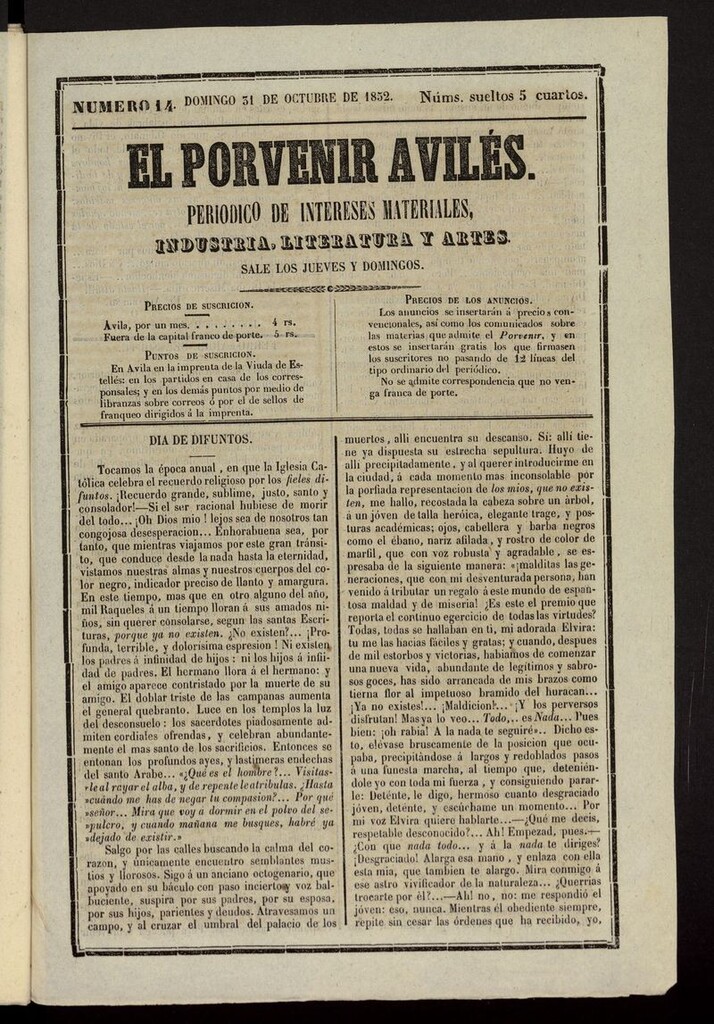 NUMERO 14. DOMINGO 31 DE OCTUBRE DE 1852. Núms. sueltos 5 cuartos.
EL PORVENIR AVILÉS.
PERIODICO DE INTERESES MATERIALES,
INDUSTRIA, LITERATURA Y ARTES.
SALE LOS JUEVES Y DOMINGOS.
PRECIOS DE SUSCRICION.
Avila, por un mes. . . . . . . . . 4 rs.
Fuera de la capital franco de porte. 5 rs.
PUNTOS DE SUSCRICION.
En Avila en la imprenta de la Viuda de Es-
tellés: en los partidos en casa de los corres-
ponsales; y en los demás puntos por medio de
libranzas sobre correos ó por el de sellos de
franqueo dirigidos á la imprenta.
PRECIOS DE LOS ANUNCIOS.
Los anuncios se insertarán á precios con-
vencionales, asi como los comunicados sobre
las materias que admite el Porvenir, y en
estos se insertarán gratis los que firmasen
los suscritores no pasando de 12 líneas del
tipo ordinario del periódico.
No se admite correspondencia que no ven-
ga franca de porte.
DIA DE DIFUNTOS.
Tocamos la época anual, en que la Iglesia Ca-
tólica celebra el recuerdo religioso por los fieles di-
funtos. ¡Recuerdo grande, sublime, justo, santo y
consolador!—Si el ser racional hubiese de morir
del todo... ¡Oh Dios mio! lejos sea de nosotros tan
congojosa desesperacion... Enhorabuena sea, por
tanto, que mientras viajamos por este gran tránsi-
to, que conduce desde la nada hasta la eternidad,
vistamos nuestras almas y nuestros cuerpos del co-
lor negro, indicador preciso de llanto y amargura.
En este tiempo, mas que en otro alguno del año,
mil Raqueles á un tiempo lloran á sus amados ni-
ños, sin querer consolarse, segun las santas Escri-
turas, porque ya no existen. ¿No existen?... ¡Pro-
funda, terrible, y dolorisima espresion! Ni existen
los padres á infinidad de hijos: ni los hijos á infii-
dad de padres. El hermano llora á el hermano: y
el amigo aparece contristado por la muerte de su
amigo. El doblar triste de las campanas aumenta
el general quebranto. Luce en los templos la luz
del desconsuelo: los sacerdotes piadosamente ad-
miten cordiales ofrendas, y celebran abundante-
mente el mas santo de los sacrificios. Entonces se
entonan los profundos ayes, y lastimeras endechas
del santo Arabe... «¿Qué es el hombre?... Visitas-
»le al rayar el alba, y de repente le atribulas. ¿Hasta
»cuándo me has de negar tu compasion?... Por qué
»señor... Mira que voy a dormir en el polvo del se-
»pulcro, y cuando mañana me busques, habré ya
»dejado de existir.»
Salgo por las calles buscando la calma del co-
razon, y únicamente encuentro semblantes mus-
tios y llorosos. Sigo á un anciano octogenario, que
apoyado en su báculo con paso incierto y voz bal-
buciente, suspira por sus padres, por su esposa,
por sus hijos, parientes y deudos. Atravesamos un
campo, y al cruzar el umbral del palacio de los
muertos, alli encuentra su descanso. Si: allí tie-
ne ya dispuesta su estrecha sepultura. Huyo de
alli precipitadamente, y al querer introducirme en
la ciudad, á cada momento mas inconsolable por
la porfiada representacion de los mios, que no exis-
ten, me hallo, recostada la cabeza sobre un árbol,
á un jóven de talla heróica, elegante trage, y pos-
turas académicas; ojos, cabellera y barba negros
como el ébano, nariz afilada, y rostro de color de
marfil, que con voz robusta y agradable, se es-
presaba de la siguiente manera: «¡malditas las ge-
neraciones, que con mi desventurada persona, han
venido á tributar un regalo á este mundo de espan-
tosa maldad y de miseria! ¿Es este el premio que
reporta el continuo egercicio de todas las virtudes?
Todas, todas se hallaban en ti, mi adorada Elvira:
tu me las hacias fáciles y gratas; y cuando, despues
de mil estorbos y victorias, habiamos de comenzar
una nueva vida, abundante de legítimos y sabro-
sos goces, has sido arrancada de mis brazos como
tierna flor al impetuoso bramido del huracan...
¡Ya no existes!... ¡Maldicion!... ¡Y los perversos
disfrutan! Mas ya lo veo... Todo,.. es Nada... Pues
bien: ¡oh rabia! A la nada te seguiré».. Dicho es-
to, elévase bruscamente de la posicion que ocu-
paba, precipitándose á largos y redoblados pasos
á una funesta marcha, al tiempo que, detenién-
dole yo con toda mi fuerza, y consiguiendo parar-
le: Deténte, le digo, hermoso cuanto desgraciado
jóven, deténte, y escúchame un momento... Por
mi voz Elvira quiere hablarte...—¿Qué me decis,
respetable desconocido?... Ah! Empezad, pues.—
¿Con que nada todo... y á la nada te diriges?
¡Desgraciado! Alarga esa mano, y enlaza con ella
esta mia, que tambien te alargo. Mira conmigo á
ese astro vivificador de la naturaleza... ¿Querrias
trocarte por él?...—Ah! no, no: me respondió el
jóven: eso, nunca. Mientras él obediente siempre,
repite sin cesar las órdenes que ha recibido, yo,